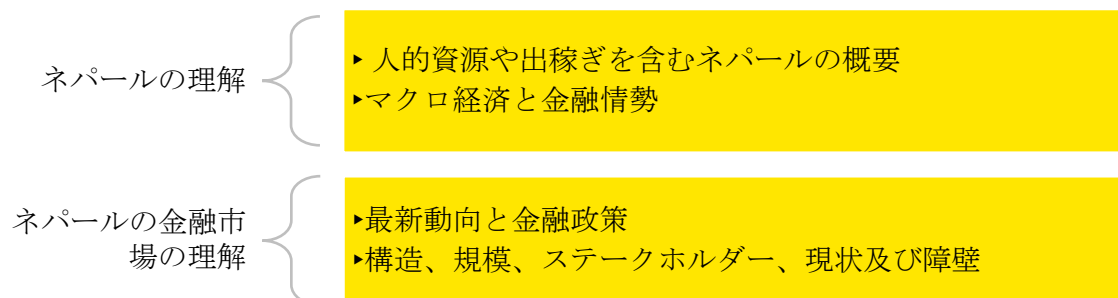 ネパールの理解
‣ 人的資源や出稼ぎを含むネパールの概要
‣マクロ経済と金融情勢
ネパールの金融市
場の理解
‣最新動向と金融政策
‣構造、規模、ステークホルダー、現状及び障壁